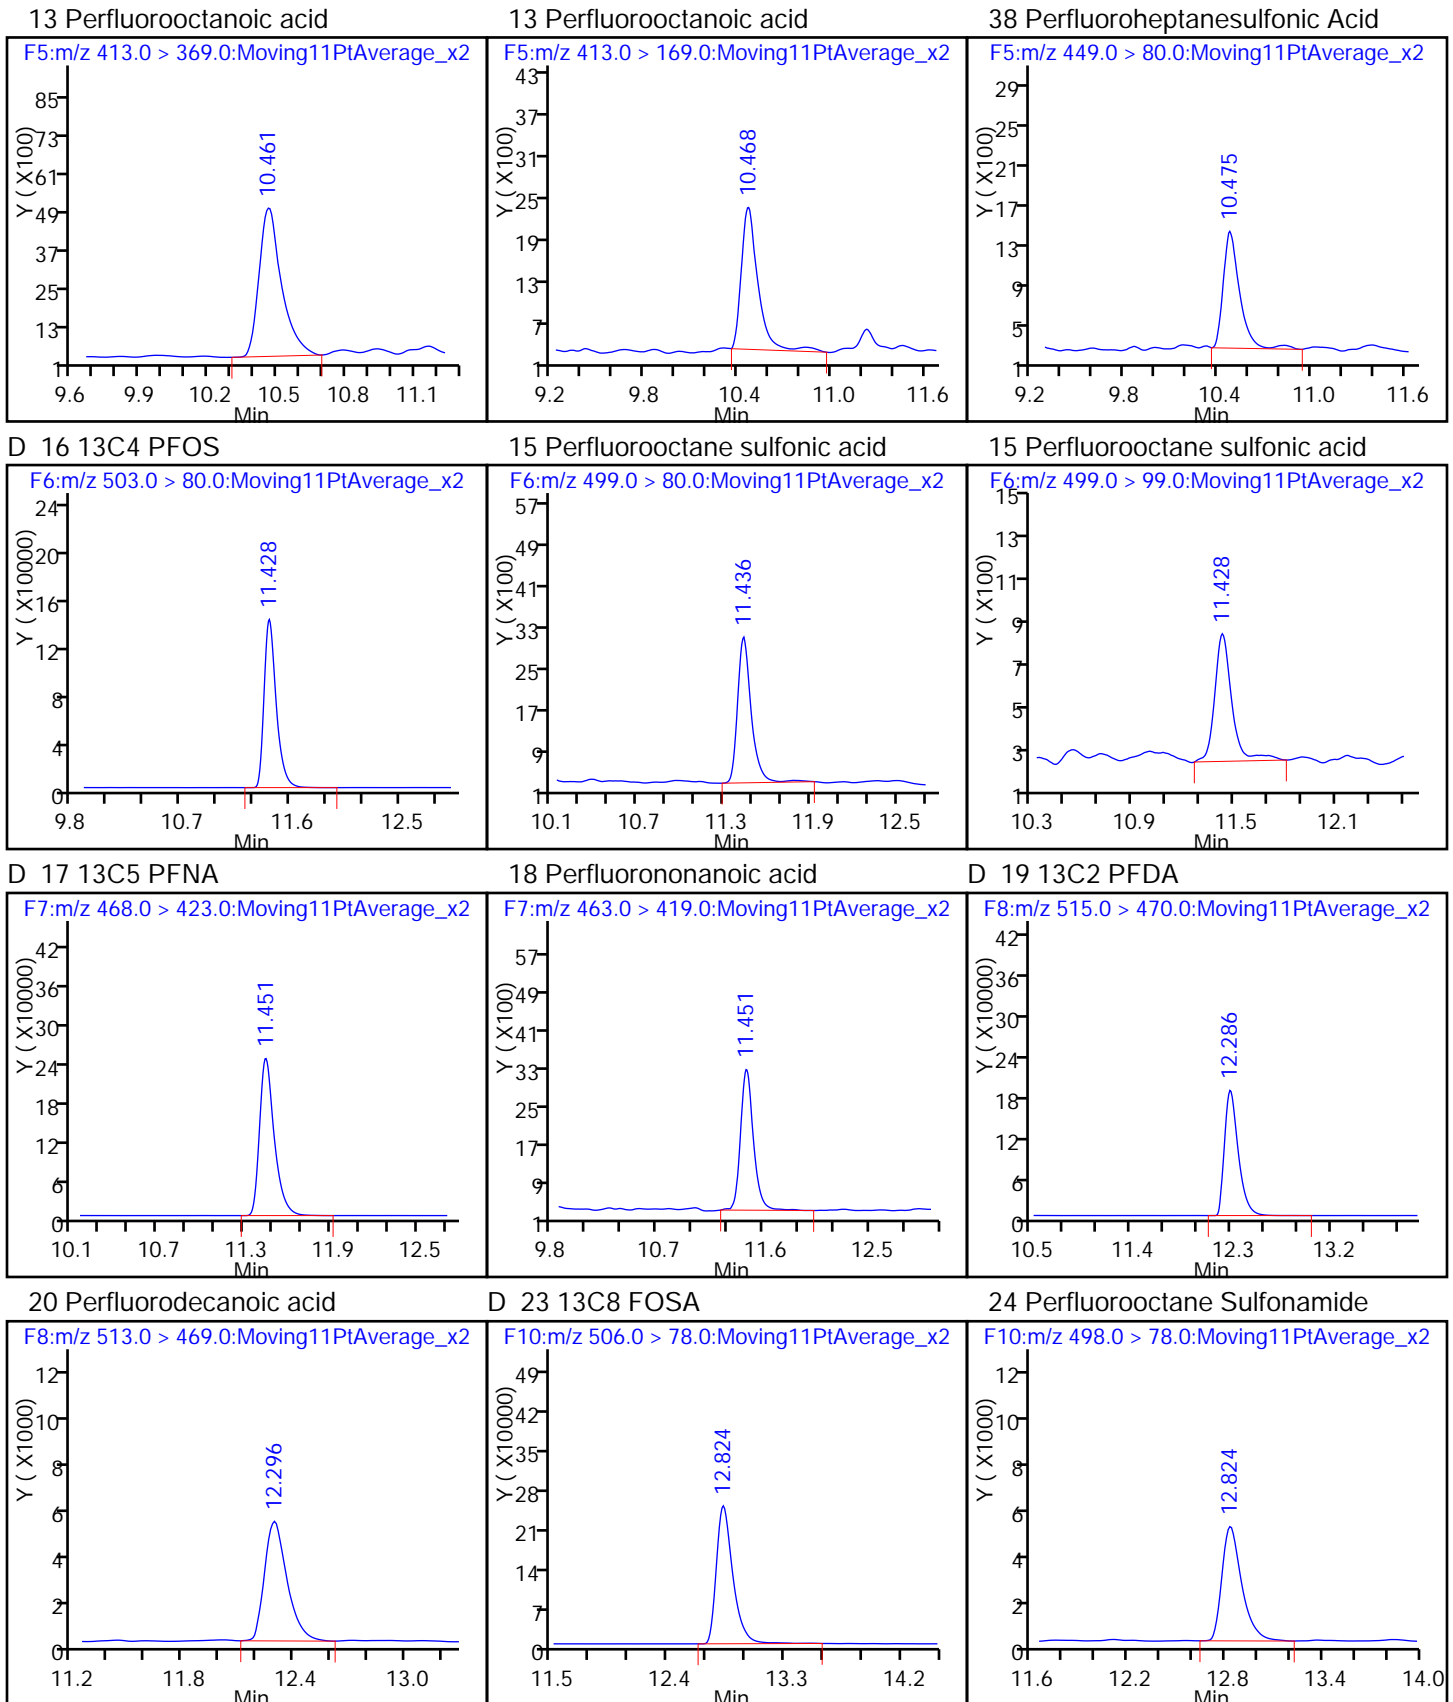 13 Perfluorooctanoic acid
F5:m/z 413.0 > 369.0:Moving11PtAverage_x2
Y ( X100)
85
73
61
49
37
25
13
1
10.461
9.6 9.9 10.2 10.5 10.8 11.1
Min
13 Perfluorooctanoic acid
F5:m/z 413.0 > 169.0:Moving11PtAverage_x2
Y ( X100)
43
37
31
25
19
13
7
1
10.468
9.2 9.8 10.4 11.0 11.6
Min
38 Perfluoroheptanesulfonic Acid
F5:m/z 449.0 > 80.0:Moving11PtAverage_x2
Y ( X100)
29
25
21
17
13
9
5
1
10.475
9.2 9.8 10.4 11.0 11.6
Min
D 16 13C4 PFOS
F6:m/z 503.0 > 80.0:Moving11PtAverage_x2
Y ( X10000)
24
20
16
12
8
4
0
11.428
9.8 10.7 11.6 12.5
Min
15 Perfluorooctane sulfonic acid
F6:m/z 499.0 > 80.0:Moving11PtAverage_x2
Y ( X100)
57
49
41
33
25
17
9
1
11.436
10.1 10.7 11.3 11.9 12.5
Min
15 Perfluorooctane sulfonic acid
F6:m/z 499.0 > 99.0:Moving11PtAverage_x2
Y ( X100)
15
13
11
9
7
5
3
1
11.428
10.3 10.9 11.5 12.1
Min
D 17 13C5 PFNA
F7:m/z 468.0 > 423.0:Moving11PtAverage_x2
Y ( X10000)
42
36
30
24
18
12
6
0
11.451
10.1 10.7 11.3 11.9 12.5
Min
18 Perfluorononanoic acid
F7:m/z 463.0 > 419.0:Moving11PtAverage_x2
Y ( X100)
57
49
41
33
25
17
9
1
11.451
9.8 10.7 11.6 12.5
Min
D 19 13C2 PFDA
F8:m/z 515.0 > 470.0:Moving11PtAverage_x2
Y ( X10000)
42
36
30
24
18
12
6
0
12.286
10.5 11.4 12.3 13.2
Min
20 Perfluorodecanoic acid
F8:m/z 513.0 > 469.0:Moving11PtAverage_x2
Y ( X1000)
12
10
8
6
4
2
0
12.296
11.2 11.8 12.4 13.0
Min
D 23 13C8 FOSA
F10:m/z 506.0 > 78.0:Moving11PtAverage_x2
Y ( X10000)
49
42
35
28
21
14
7
0
12.824
11.5 12.4 13.3 14.2
Min
24 Perfluorooctane Sulfonamide
F10:m/z 498.0 > 78.0:Moving11PtAverage_x2
Y ( X1000)
12
10
8
6
4
2
0
12.824
11.6 12.2 12.8 13.4 14.0
Min